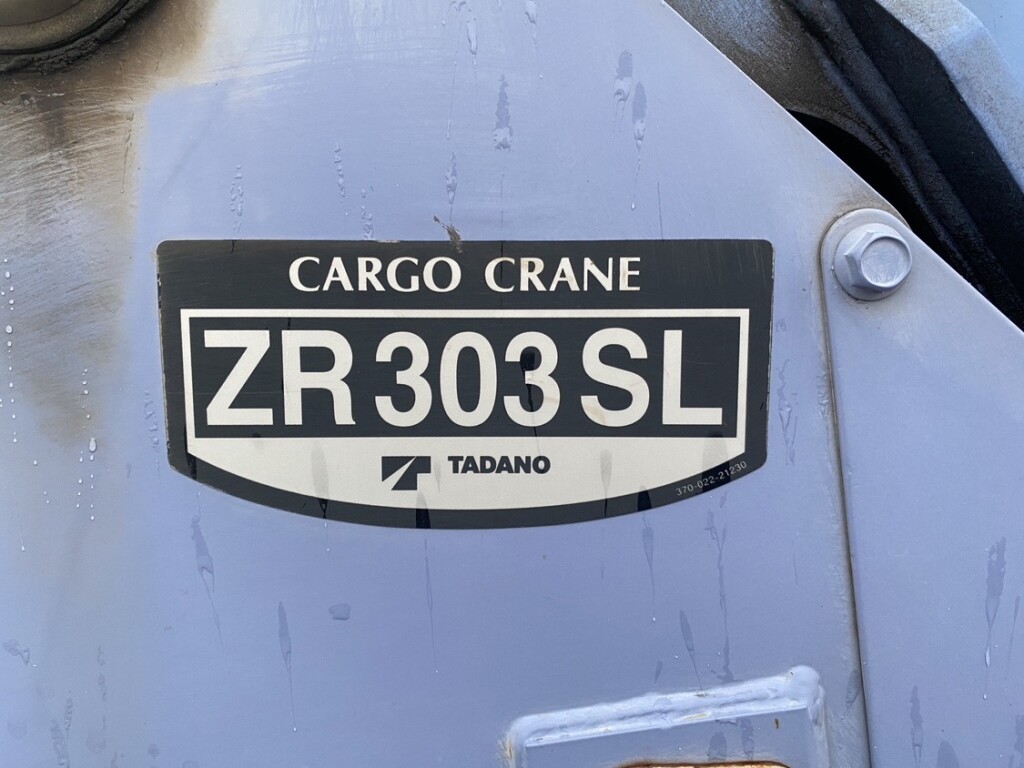 CARGO CRANE
ZR303SL
TADANO
370-022-21230